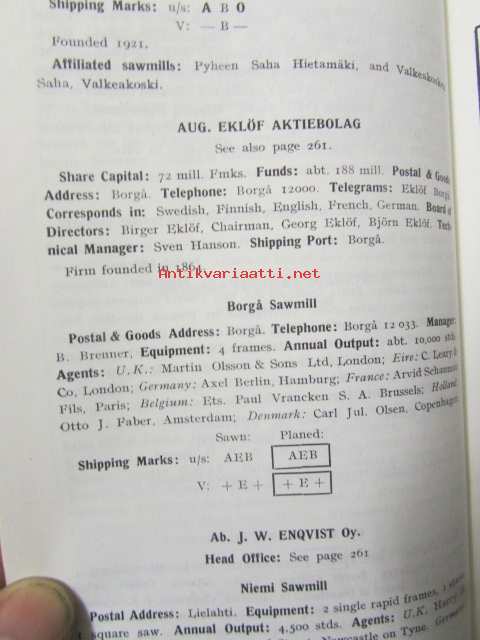 Shipping Marks: u/s: A B O
V: — B —
Founded 1921.
Affiliated sawmills: Pyheen Saha Hietamäki, and Valkeakoski
Saha, Valkeakoski.
AUG. EKLÖF AKTIEBOLAG
See also page 261.
Share Capital: 72 mill. Fmks. Funds: abt. 188 mill. Postal & Goods
Address: Borgå. Telephone: Borgå 12000. Telegrams: Eklöf Borgå
Corresponds in: Swedish, Finnish, English, French, German. Board of
Directors: Birger Eklöf, Chairman, Georg Eklöf, Björn Eklöf. Tech-
nical Manager: Sven Hanson. Shipping Port: Borgå.
Firm founded in 1864.
Antikvariaatti.net
Borgå Sawmill
Postal & Goods Address: Borgå. Telephone: Borgå 12 033. Manager:
B. Brenner, Equipment: 4 frames. Annual Output: abt. 10,000 stds.
Agents: U.K.: Martin Olsson & Sons Ltd, London; Eire: C. Leary &
Co, London; Germany: Axel Berlin, Hamburg; France: Arvid Schauman
Fils, Paris; Belgium: Ets. Paul Vrancken S. A. Brussels; Holland:
Otto J. Faber, Amsterdam; Denmark: Carl Jul. Olsen, Copenhagen.
Sawn: Planed:
Shipping Marks: u/s: AEB AEB
V: + E + + E +
Ab. J. W. ENQVIST Oy.
Head Office: See page 261
Niemi Sawmill
Postal Address: Lielahti. Equipment: 2 single rapid frames, 1
square saw. Annual Output: 4,500 stds. Agents: U.K. Harry
Newcastle on Tyne. Germany